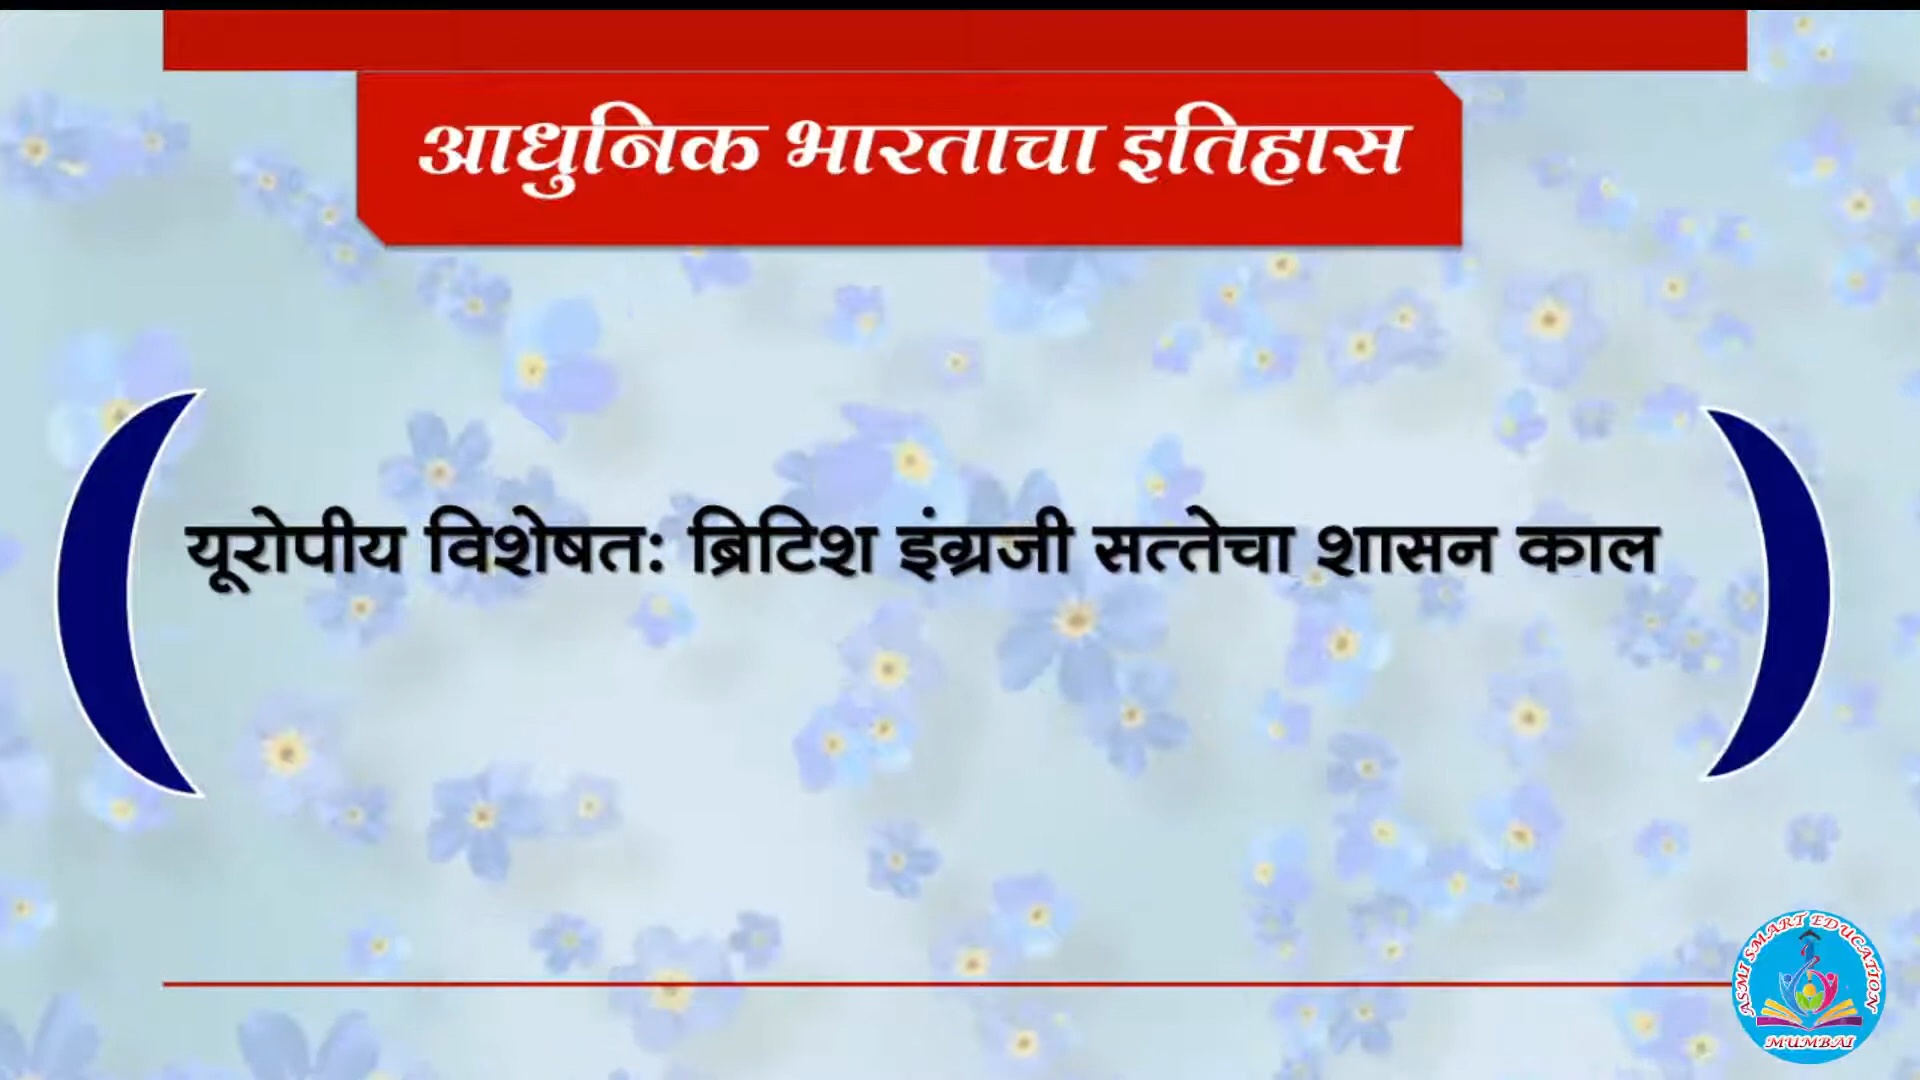 आधुनिक भारताचा इतिहास
यूरोपीय विशेषत: ब्रिटिश इंग्रजी सत्तेचा शासन काल
ASMI SMART EDUCATION
MUMBAI